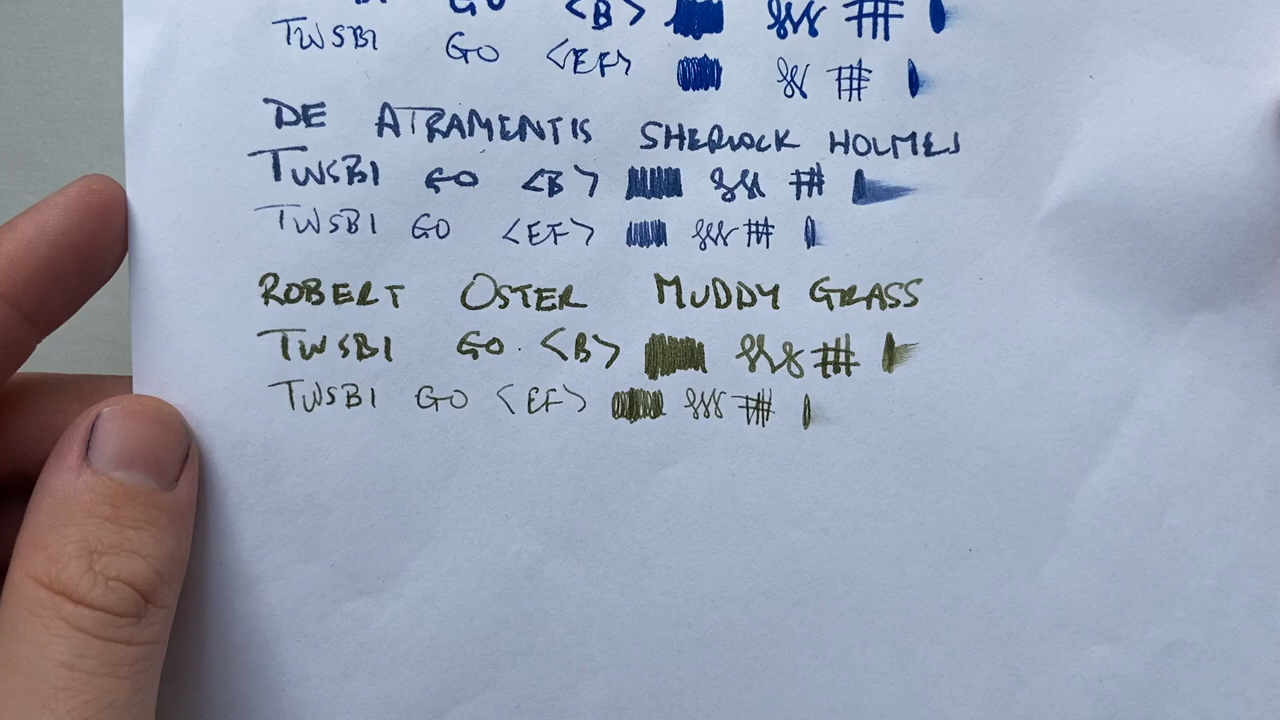 GO <B>
TWSBI GO <EF>
DE ATRAMENTIS SHERLOCK HOLMES
TWSBI GO <B>
TWSBI GO <EF>
ROBERT OSTER MUDDY GRASS
TWSBI GO <B>
TWSBI GO <EF>